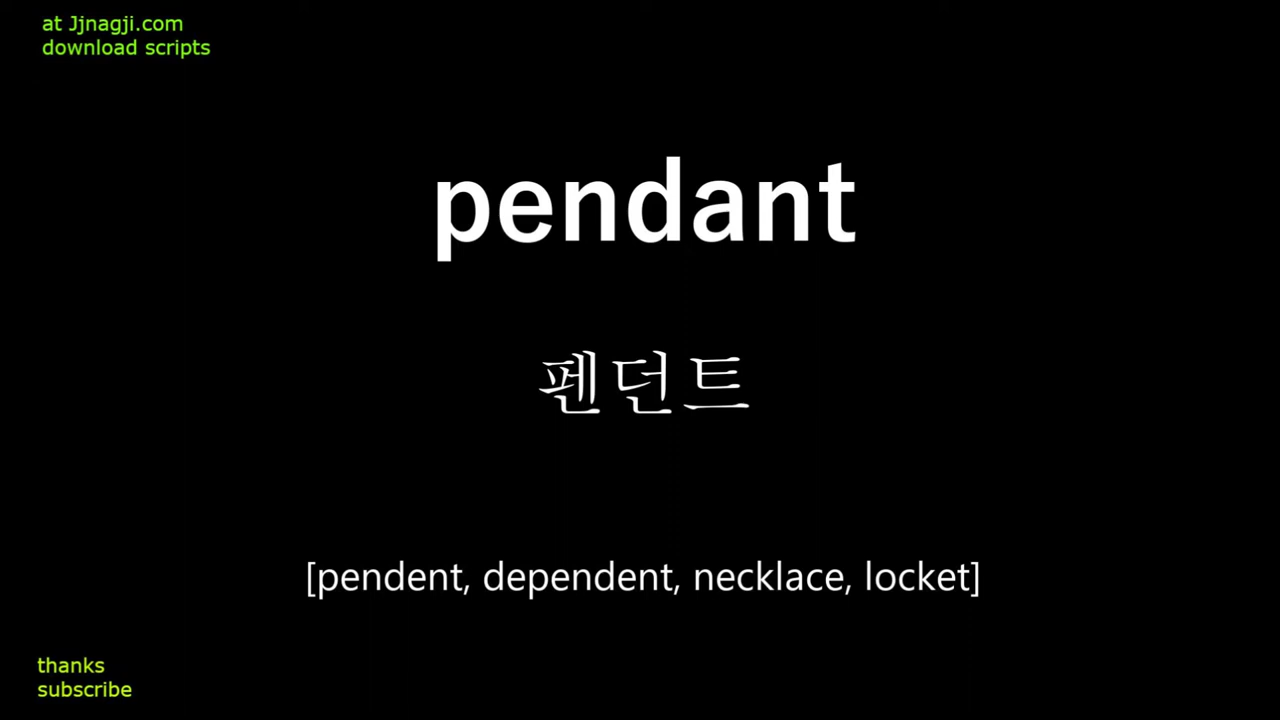 at Jjnagji.com
download scripts
pendant
펜던트
[pendent, dependent, necklace, locket]
thanks
subscribe